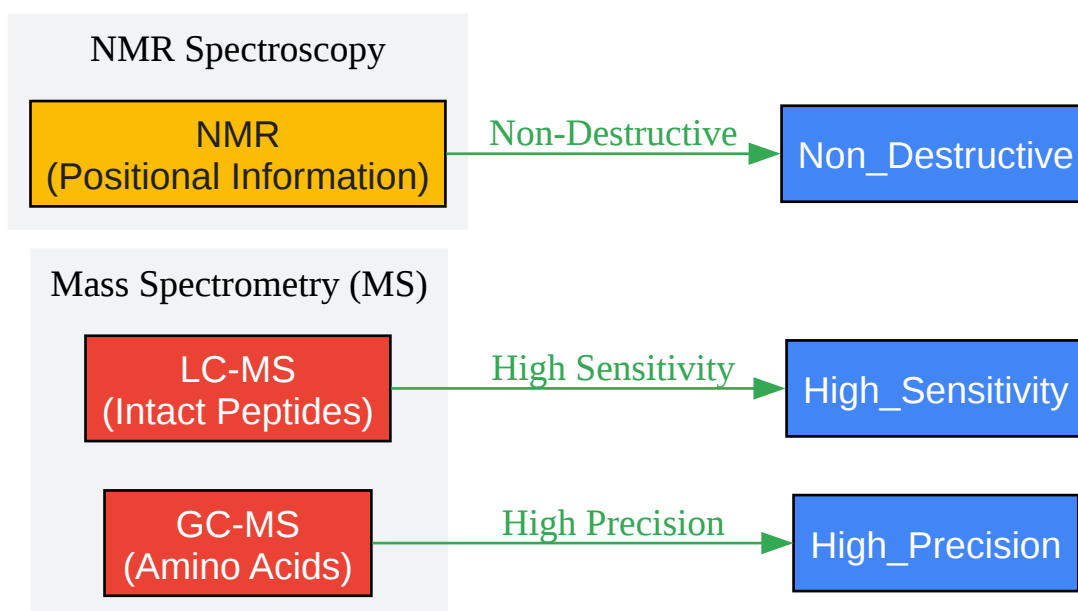 NMR Spectroscopy
NMR
(Positional Information)
Non-Destructive
Non_Destructive
Mass Spectrometry (MS)
LC-MS
(Intact Peptides)
High Sensitivity
High_Sensitivity
GC-MS
(Amino Acids)
High Precision
High_Precision